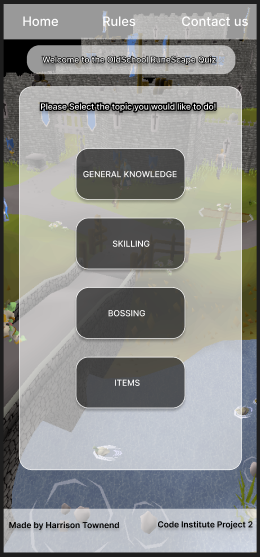 Home Rules Contact us
Welcome to the OldSchool RuneScape Quiz
Please Select the topic you would like to do!
GENERAL KNOWLEDGE
SKILLING
BOSSING
ITEMS
Made by Harrison Townend Code Institute Project 2